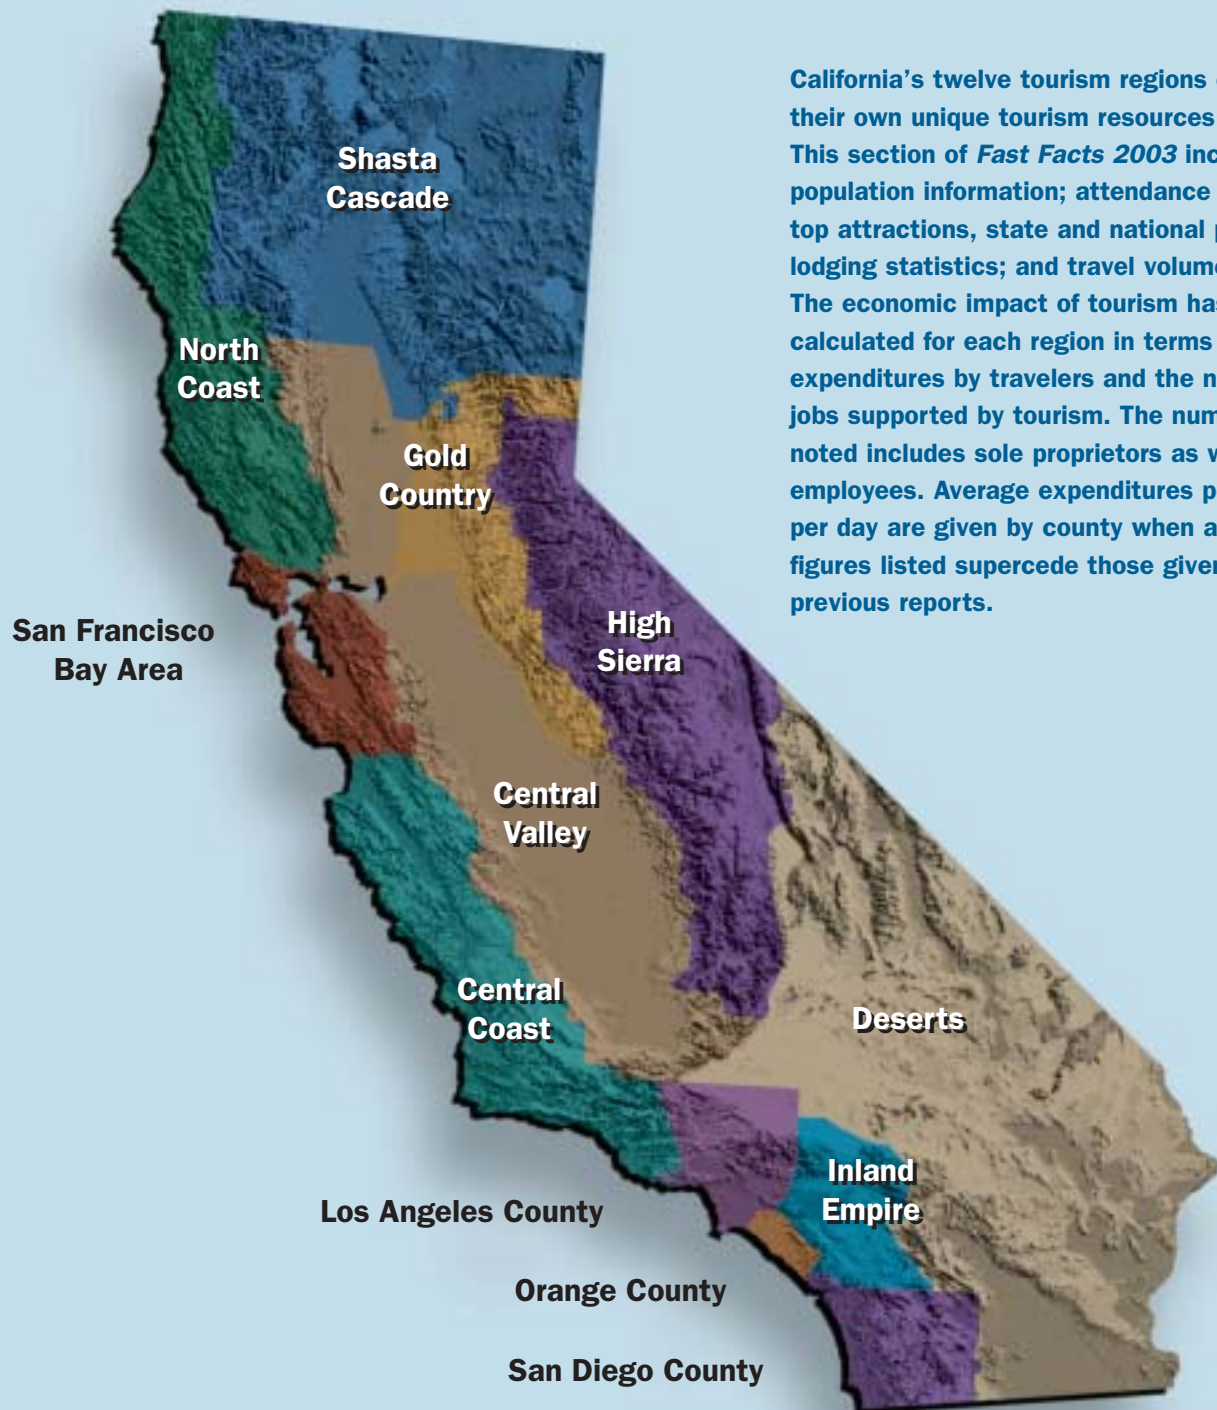 California's twelve tourism regions
their own unique tourism resources
This section of Fast Facts 2003
population information; attendance
top attractions, state and national
lodging statistics; and travel
The economic impact of tourism
calculated for each region in terms
expenditures by travelers and the
jobs supported by tourism. The
noted includes sole proprietors as
employees. Average expenditures
per day are given by county when
figures listed supercede those
previous reports.
Shasta
Cascade
North
Coast
Gold
Country
San Francisco
Bay Area
High
Sierra
Central
Valley
Central
Coast
Deserts
Inland
Empire
Los Angeles County
Orange County
San Diego County